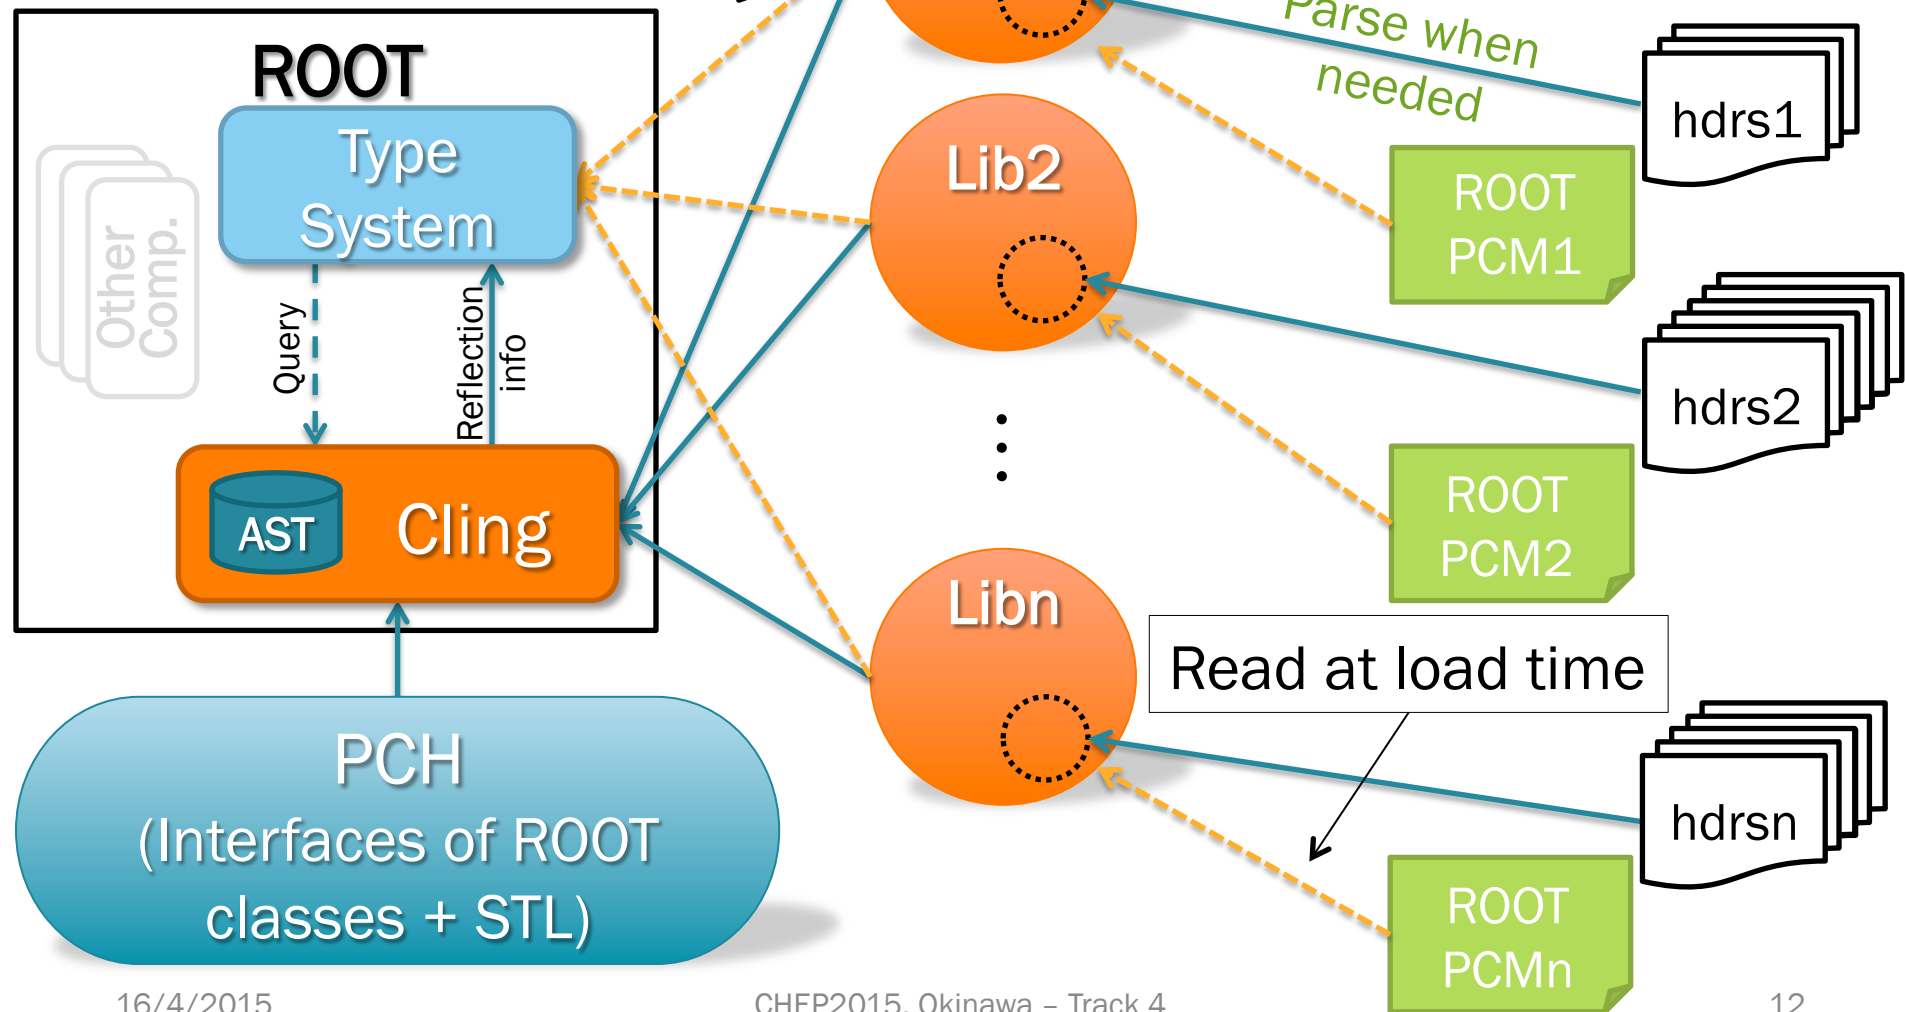 ROOT
Type
System
Other
Comp.
Query
Reflection
info
AST
Cling
PCH
(Interfaces of ROOT
classes + STL)
Lib2
Libn
Parse when
needed
hdrs1
ROOT
PCM1
hdrs2
ROOT
PCM2
Read at load time
hdrsn
ROOT
PCMn
16/4/2015
CHEP2015, Okinawa – Track 4
12